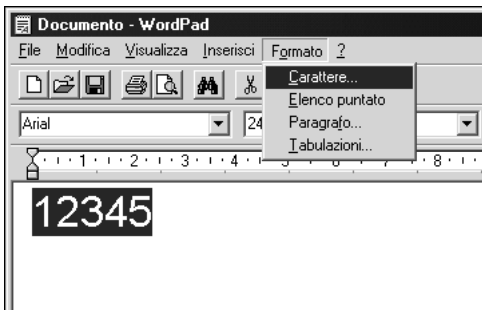 Documento - WordPad
File Modifica Visualizza Inserisci Formato ?
Carattere...
Elenco puntato
Paragrafo...
Tabulazioni...
Arial 24
1 2 3 4 8
12345